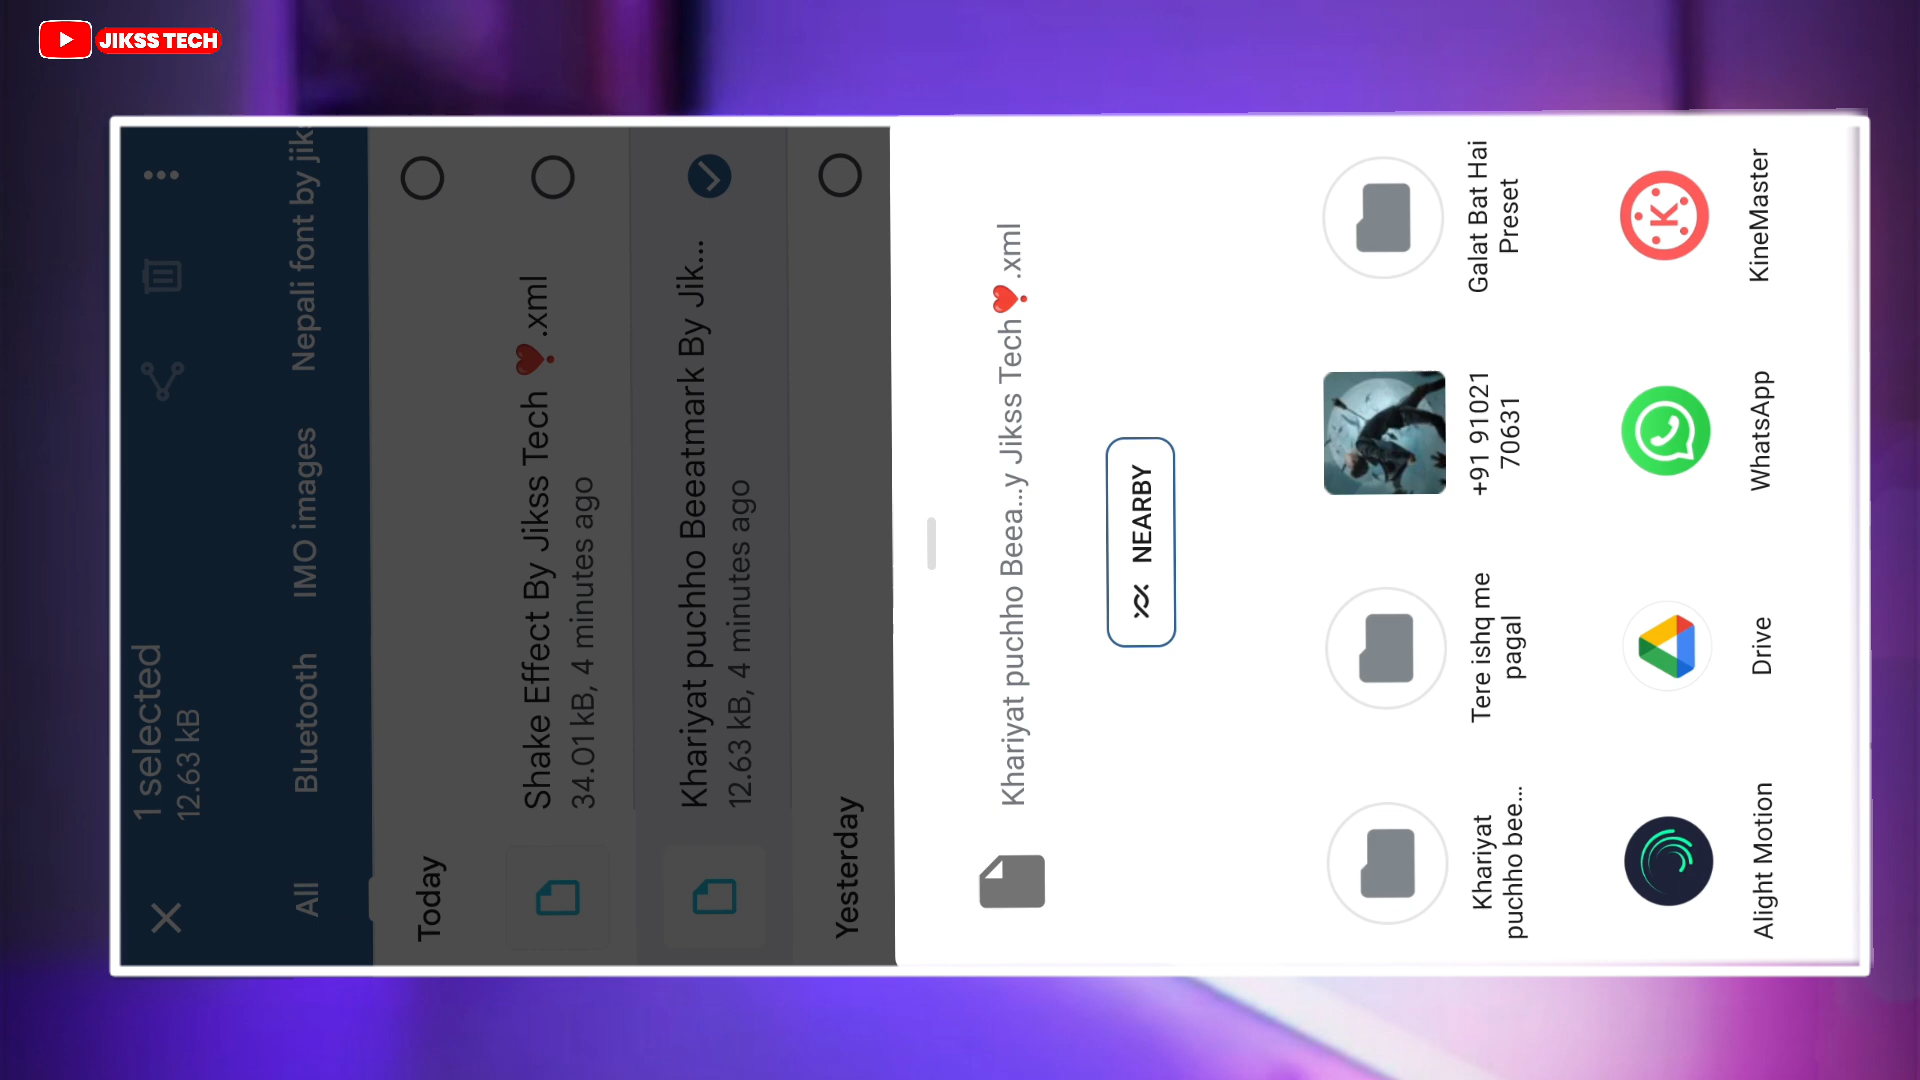 JIKSS TECH
1 selected
12.63 kB
All
Bluetooth
IMO images
Nepali font by jik
Today
Shake Effect By Jikss Tech ❣️.xml
34.01 kB, 4 minutes ago
Khariyat puchho Beeatmark By Jik...
12.63 kB, 4 minutes ago
Yesterday
Khariyat puchho Beea...y Jikss Tech❣️.xml
NEARBY
Khariyat
puchho bee...
Tere ishq me
pagal
+91 91021
70631
Galat Bat Hai
Preset
Alight Motion
Drive
WhatsApp
KineMaster